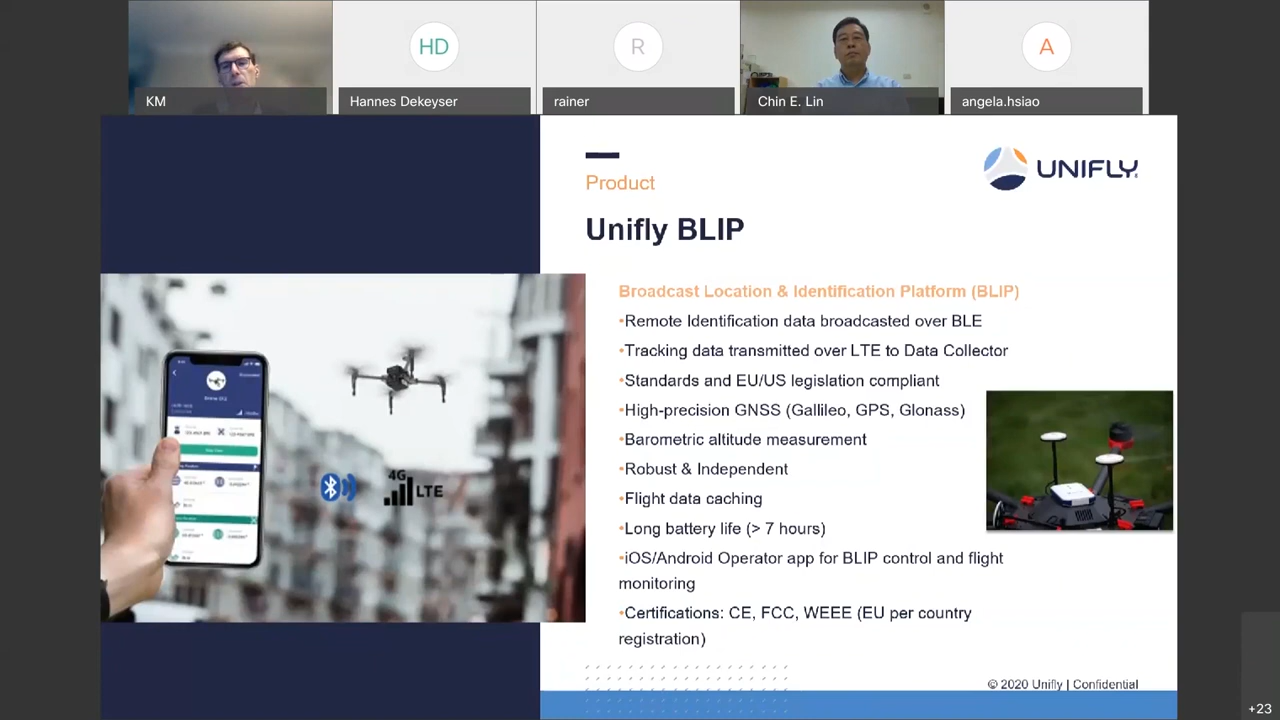 HD
R
A
KM
Hannes Dekeyser
rainer
Chin E. Lin
angela.hsiao
UNIFLY
Product
Unifly BLIP
Broadcast Location & Identification Platform (BLIP)
•Remote Identification data broadcasted over BLE
•Tracking data transmitted over LTE to Data Collector
•Standards and EU/US legislation compliant
•High-precision GNSS (Gallileo, GPS, Glonass)
•Barometric altitude measurement
•Robust & Independent
•Flight data caching
•Long battery life (> 7 hours)
•iOS/Android Operator app for BLIP control and flight
monitoring
•Certifications: CE, FCC, WEEE (EU per country
registration)
4G
LTE
© 2020 Unifly | Confidential
+23